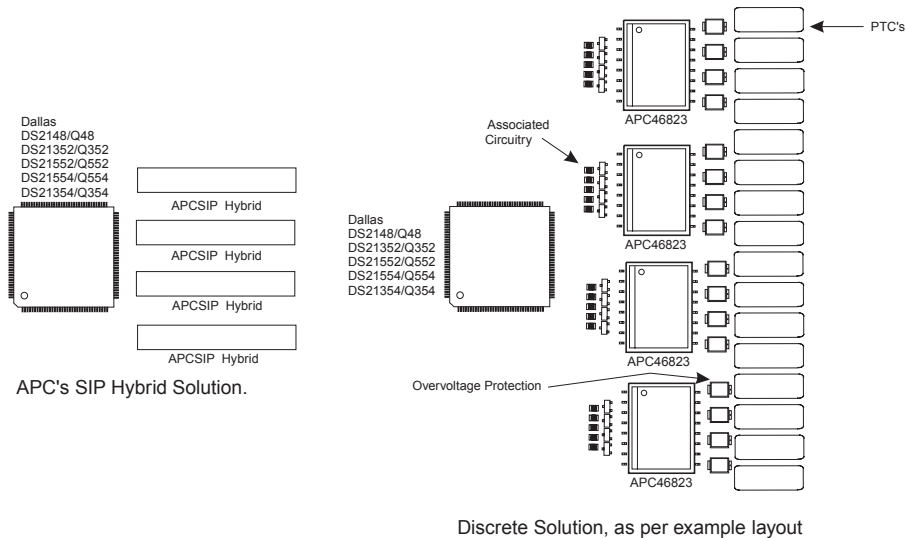 Dallas
DS2148/Q48
DS21352/Q352
DS21552/Q552
DS21554/Q554
DS21354/Q354
APCSIP Hybrid
APCSIP Hybrid
APCSIP Hybrid
APCSIP Hybrid
APC's SIP Hybrid Solution.
PTC's
APC46823
Associated
Circuitry
APC46823
Dallas
DS2148/Q48
DS21352/Q352
DS21552/Q552
DS21554/Q554
DS21354/Q354
APC46823
Overvoltage Protection
APC46823
Discrete Solution, as per example layout